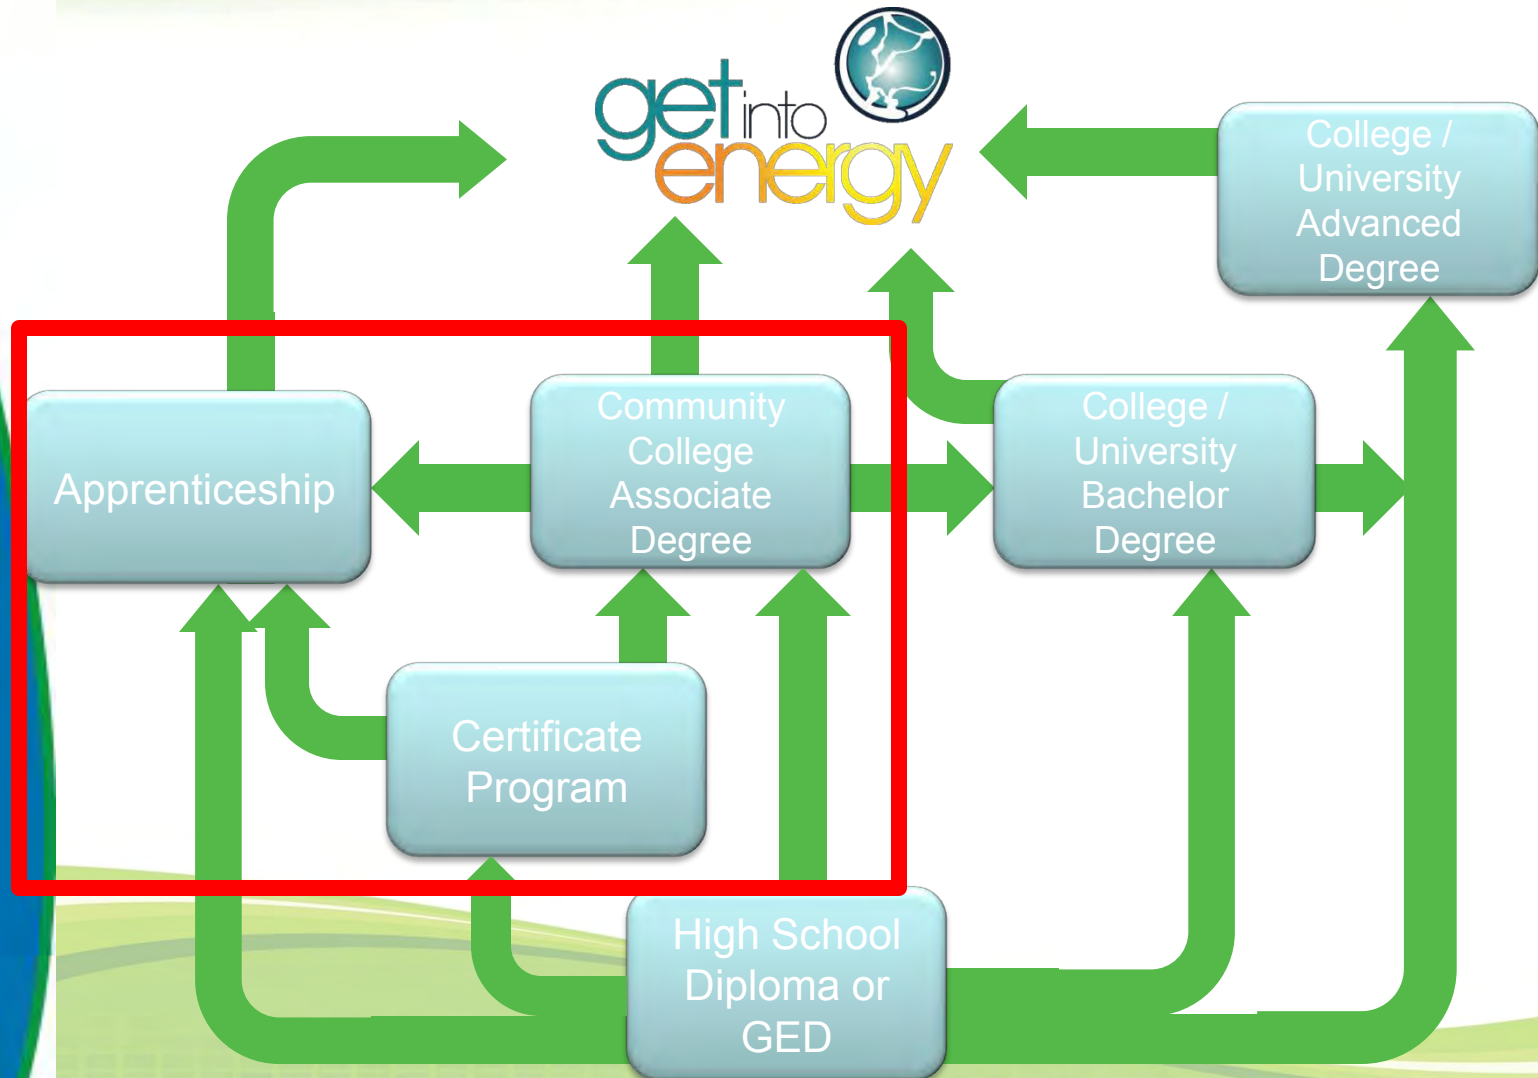 get into
energy
College /
University
Advanced
Degree
Apprenticeship
Community
College
Associate
Degree
College /
University
Bachelor
Degree
Certificate
Program
High School
Diploma or
GED